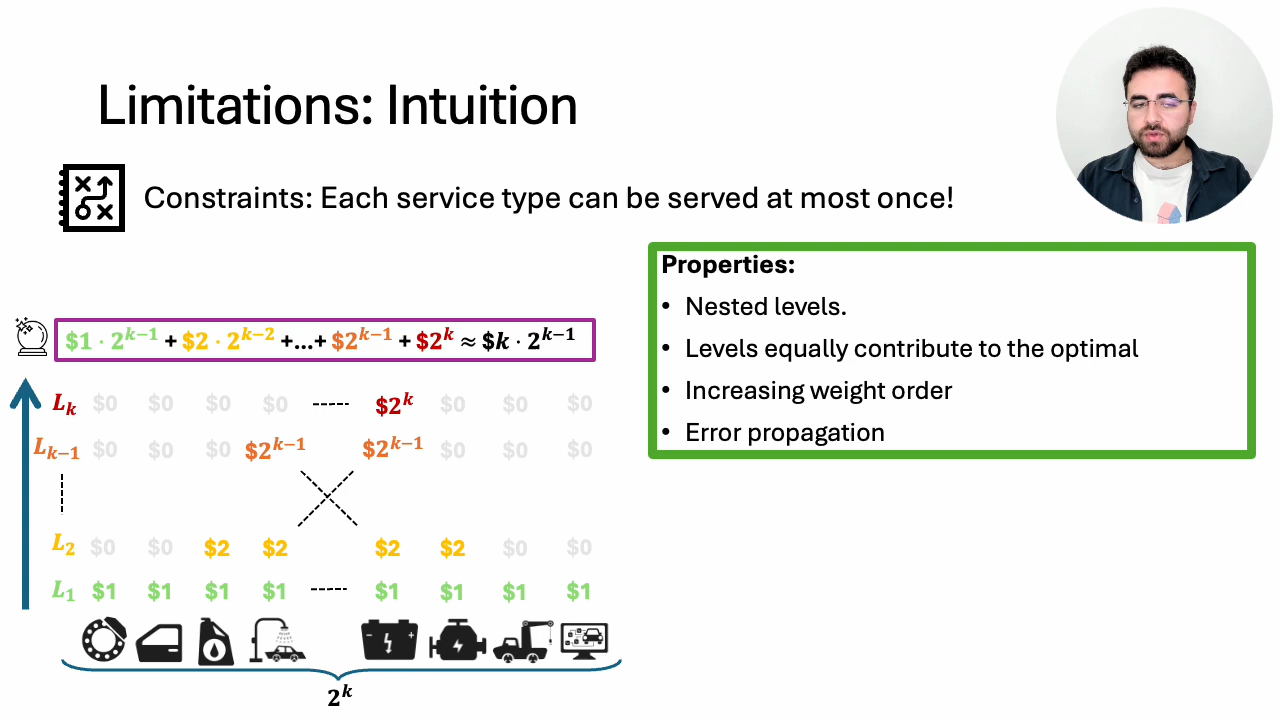 Limitations: Intuition
Constraints: Each service type can be served at most once!
Properties:
• Nested levels.
• Levels equally contribute to the optimal
• Increasing weight order
• Error propagation
$1 · 2^{k−1} + $2 · 2^{k−2} +...+ $2^{k−1} + $2^k ≈ $k · 2^{k−1}
L_k $0 $0 $0 $0 $2^k $0 $0 $0
L_{k−1} $0 $0 $0 $2^{k−1} $2^{k−1} $0 $0 $0
L_2 $0 $0 $2 $2 $2 $2 $0 $0
L_1 $1 $1 $1 $1 $1 $1 $1 $1
2^k